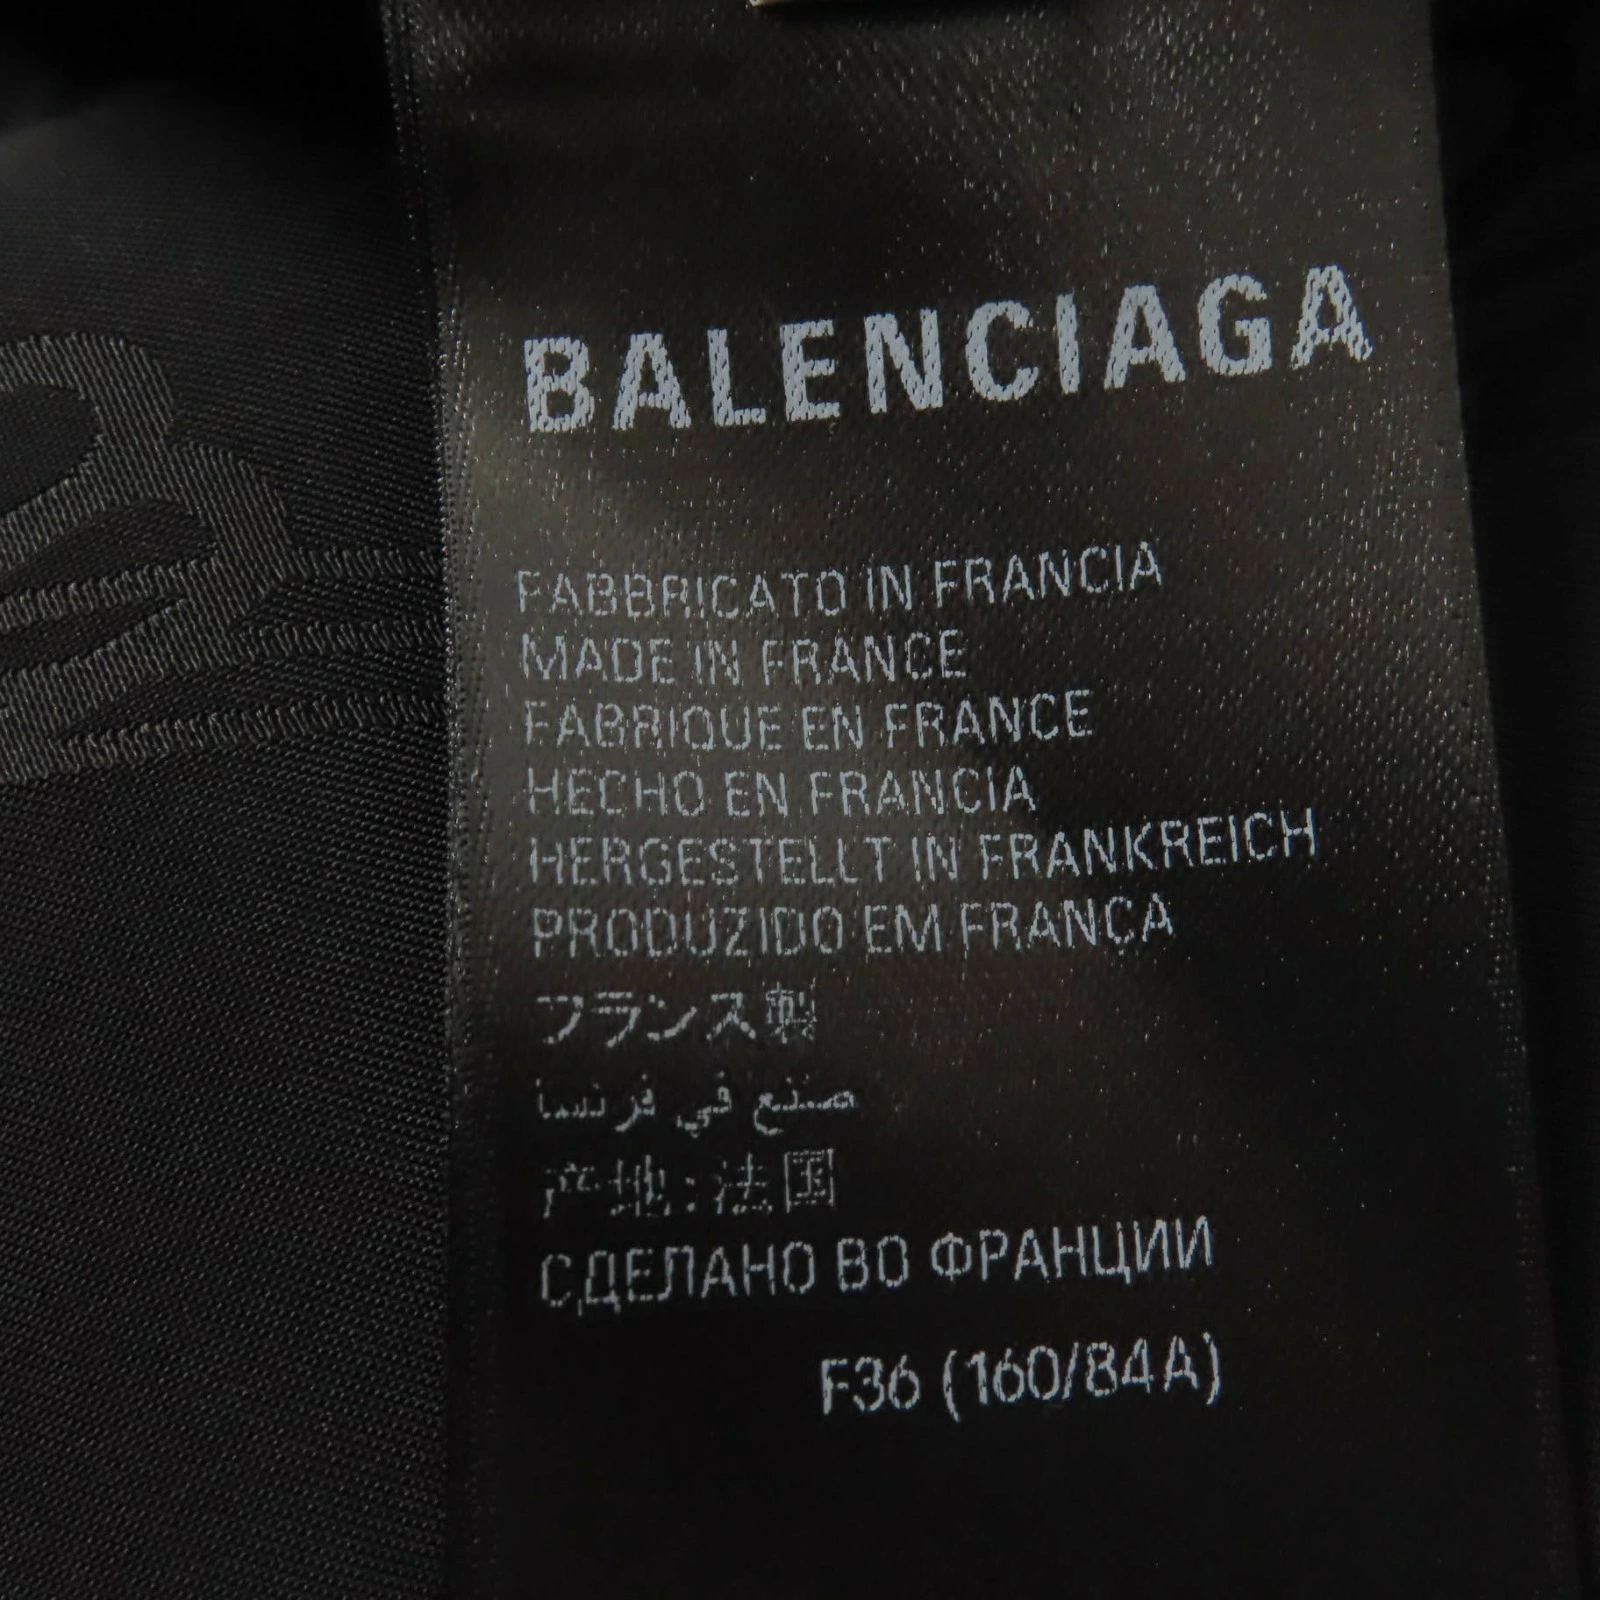 BALENCIAGA
FABBRICATO IN FRANCIA
MADE IN FRANCE
FABRIQUE EN FRANCE
HECHO EN FRANCIA
HERGESTELLT IN FRANKREICH
PRODUZIDO EM FRANCA
フランス製
صنع في فرنسا
产地:法国
СДЕЛАНО ВО ФРАНЦИИ
F36 (160/84A)